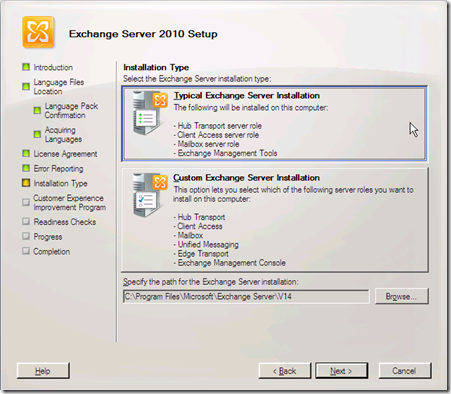 Exchange Server 2010 Setup
Introduction
Language Files
Location
Language Pack
Confirmation
Acquiring
Languages
License Agreement
Error Reporting
Installation Type
Customer Experience
Improvement Program
Readiness Checks
Progress
Completion
Installation Type
Select the Exchange Server installation type:
Typical Exchange Server Installation
The following will be installed on this computer:
- Hub Transport server role
- Client Access server role
- Mailbox server role
- Exchange Management Tools
Custom Exchange Server Installation
This option lets you select which of the following server roles you want to
install on this computer:
- Hub Transport
- Client Access
- Mailbox
- Unified Messaging
- Edge Transport
- Exchange Management Console
Specify the path for the Exchange Server installation:
C:\Program Files\Microsoft\Exchange Server\V14
Browse...
Help
< Back
Next >
Cancel